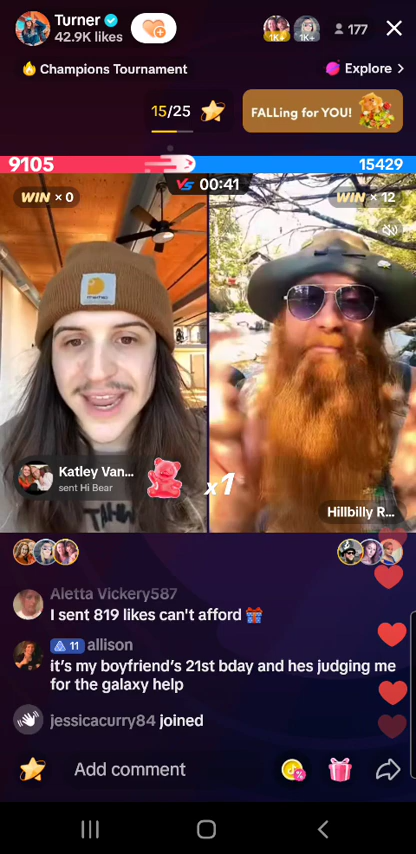 Turner
42.9K likes
1K+
1K+
177
Champions Tournament
Explore >
15/25
FALLing for YOU!
9105
15429
VS 00:41
WIN × 0
WIN × 12
carhartt
Katley Van...
sent Hi Bear
x1
Hillbilly R...
Aletta Vickery587
I sent 819 likes can't afford
11 allison
it's my boyfriend's 21st bday and hes judging me
for the galaxy help
jessicacurry84 joined
Add comment